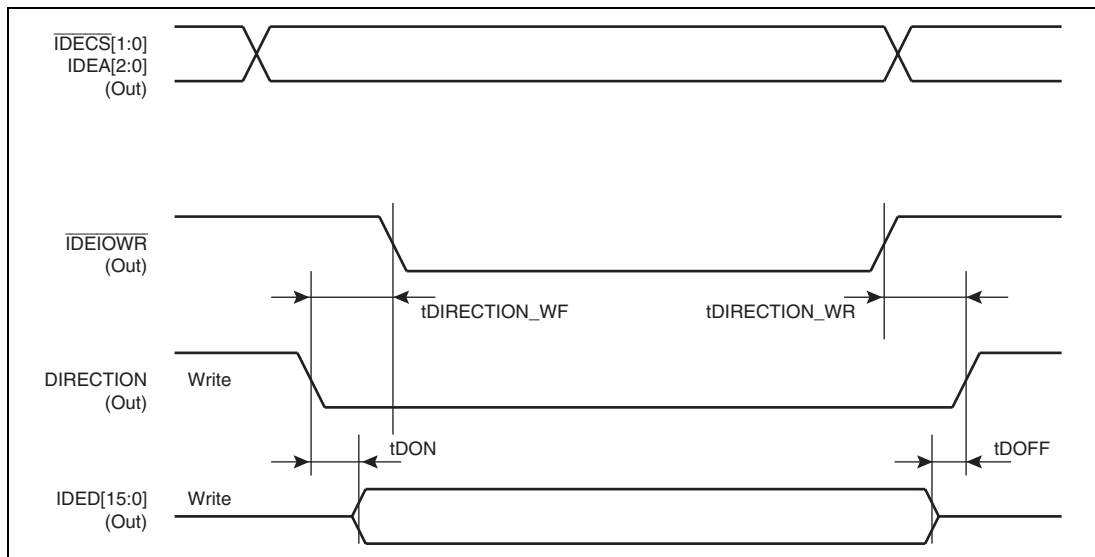 IDECS[1:0]
IDEA[2:0]
(Out)
IDEIOWR
(Out)
tDIRECTION_WF
tDIRECTION_WR
DIRECTION
(Out)
Write
tDON
tDOFF
IDED[15:0]
(Out)
Write